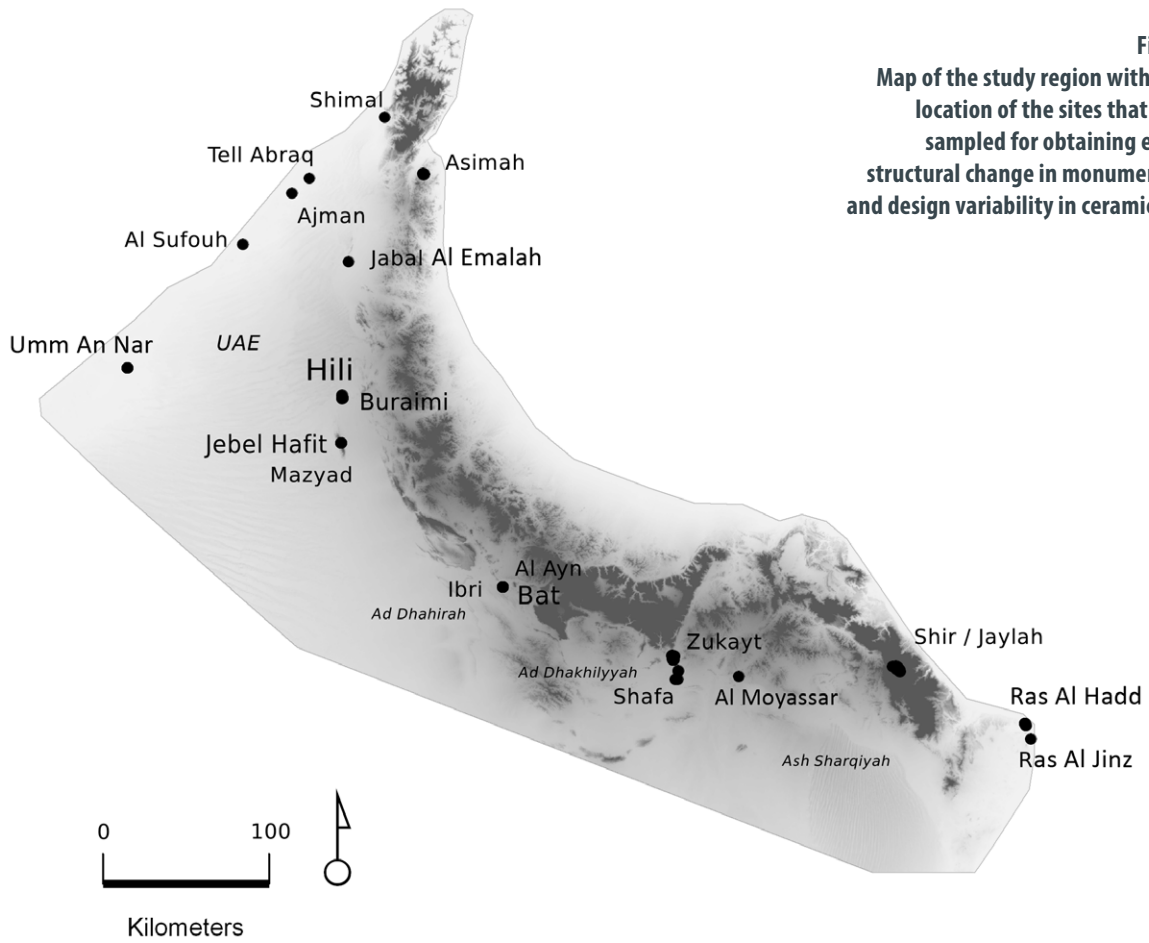 Map of the study region with
location of the sites that
sampled for obtaining
structural change in
and design variability in
Shimal
Tell Abraq
Asimah
Ajman
Al Sufouh
Jabal Al Emalah
Umm An Nar
UAE
Hili
Buraimi
Jebel Hafit
Mazyad
Al Ayn
Ibri
Bat
Ad Dhahirah
Zukayt
Shir / Jaylah
Ad Dhakhilyyah
Shafa
Al Moyassar
Ras Al Hadd
Ras Al Jinz
Ash Sharqiyah
0
100
Kilometers